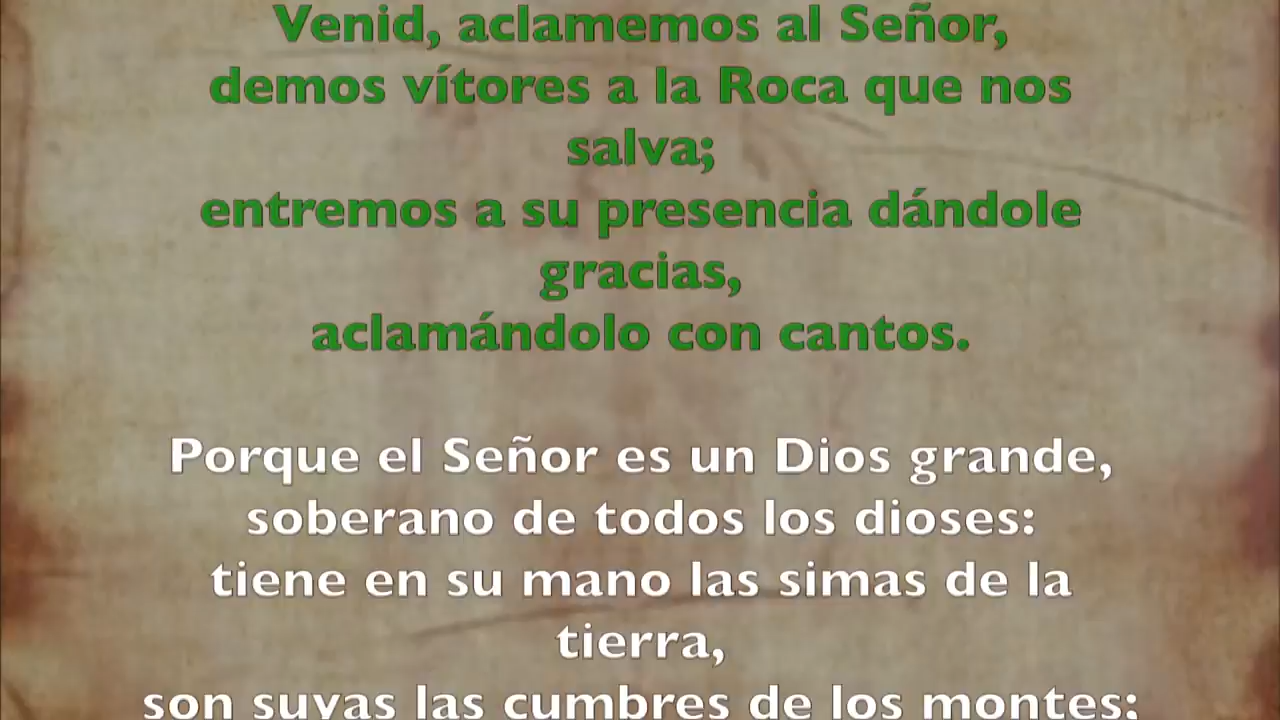 Venid, aclamemos al Señor,
demos vítores a la Roca que nos
salva;
entremos a su presencia dándole
gracias,
aclamándolo con cantos.
Porque el Señor es un Dios grande,
soberano de todos los dioses:
tiene en su mano las simas de la
tierra,
son suyas las cumbres de los montes;